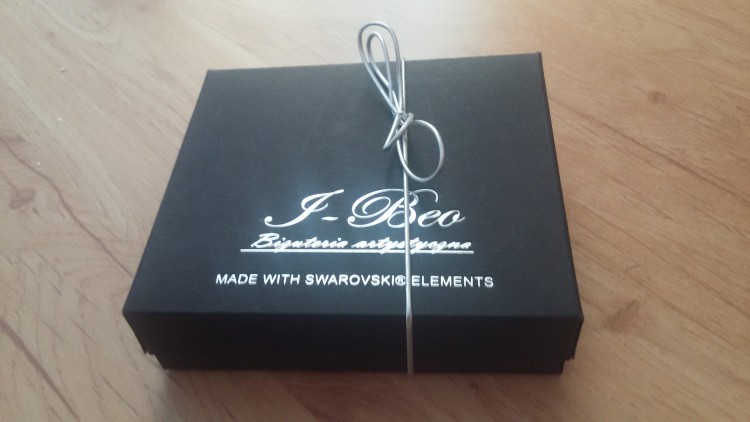 I-Beo
Biżuteria artystyczna
MADE WITH SWAROVSKI® ELEMENTS